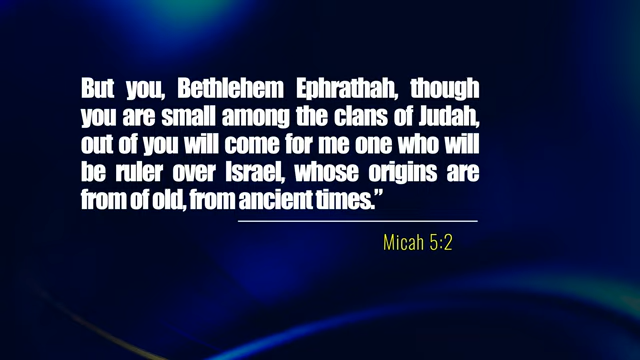 But you, Bethlehem Ephrathah, though
you are small among the clans of Judah,
out of you will come for me one who will
be ruler over Israel, whose origins are
from of old, from ancient times.”
Micah 5:2